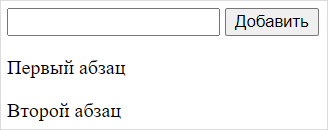 Добавить
Первый абзац
Второй абзац